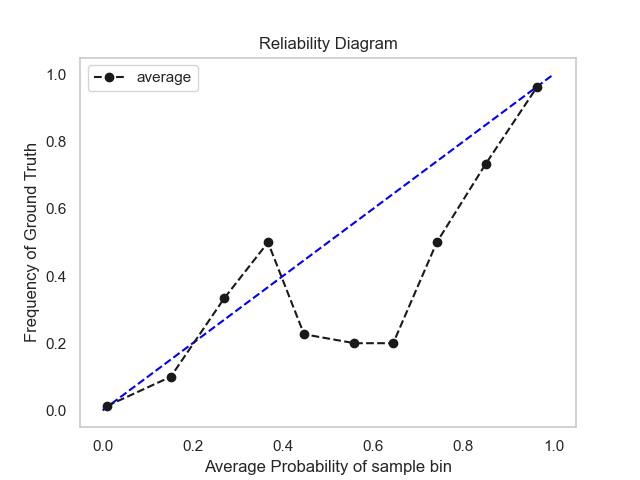 Reliability Diagram
average
Frequency of Ground Truth
1.0
0.8
0.6
0.4
0.2
0.0
0.0 0.2 0.4 0.6 0.8 1.0
Average Probability of sample bin